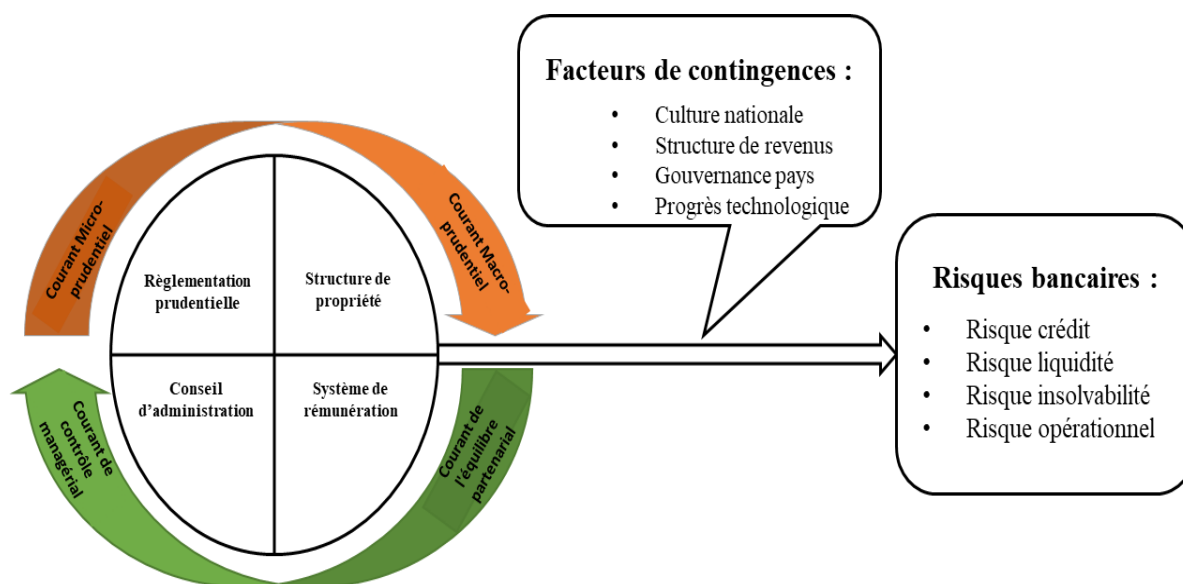 Facteurs de contingences :
• Culture nationale
• Structure de revenus
• Gouvernance pays
• Progrès technologique
Courant Micro-
prudentiel
Courant Macro-
prudentiel
Règlementation
prudentielle
Structure de
propriété
Conseil
d'administration
Système de
rémunération
Courant de
contrôle
managérial
Courant de
l'équilibre
partenarial
Risques bancaires :
• Risque crédit
• Risque liquidité
• Risque insolvabilité
• Risque opérationnel